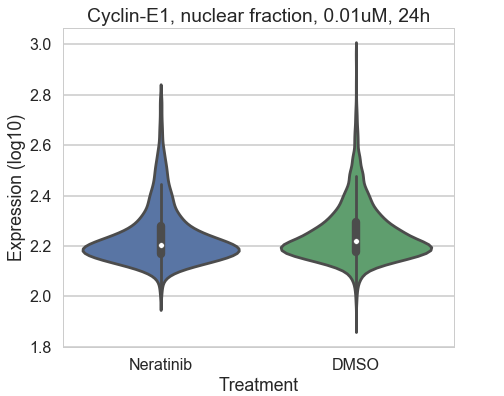 Cyclin-E1, nuclear fraction, 0.01uM, 24h
3.0
2.8
2.6
2.4
2.2
2.0
1.8
Expression (log10)
Neratinib DMSO
Treatment